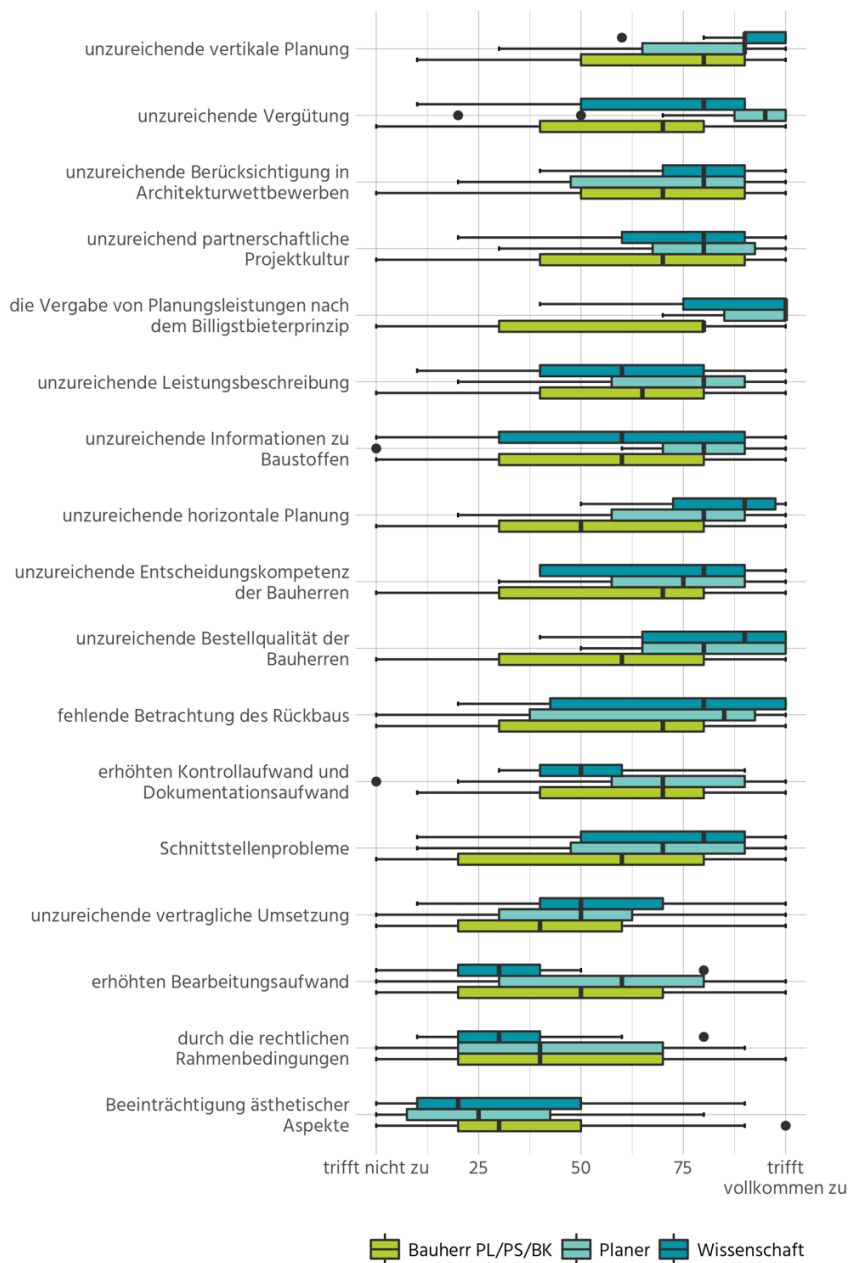 unzureichende vertikale Planung
unzureichende Vergütung
unzureichende Berücksichtigung in
Architekturwettbewerben
unzureichend partnerschaftliche
Projektkultur
die Vergabe von Planungsleistungen nach
dem Billigstbieterprinzip
unzureichende Leistungsbeschreibung
unzureichende Informationen zu
Baustoffen
unzureichende horizontale Planung
unzureichende Entscheidungskompetenz
der Bauherren
unzureichende Bestellqualität der
Bauherren
fehlende Betrachtung des Rückbaus
erhöhten Kontrollaufwand und
Dokumentationsaufwand
Schnittstellenprobleme
unzureichende vertragliche Umsetzung
erhöhten Bearbeitungsaufwand
durch die rechtlichen
Rahmenbedingungen
Beeinträchtigung ästhetischer
Aspekte
trifft nicht zu 25 50 75 trifft
vollkommen zu
Bauherr PL/PS/BK Planer Wissenschaft